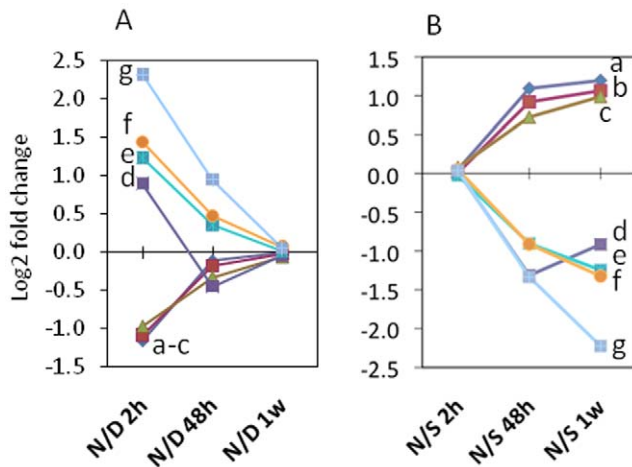 A
Log2 fold change
2.5
2.0
1.5
1.0
0.5
0.0
-0.5
-1.0
-1.5
g
f
e
d
a-c
N/D 2h
N/D 48h
N/D 1w
B
1.5
1.0
0.5
0.0
-0.5
-1.0
-1.5
-2.0
-2.5
a
b
c
d
e
f
g
N/S 2h
N/S 48h
N/S 1w